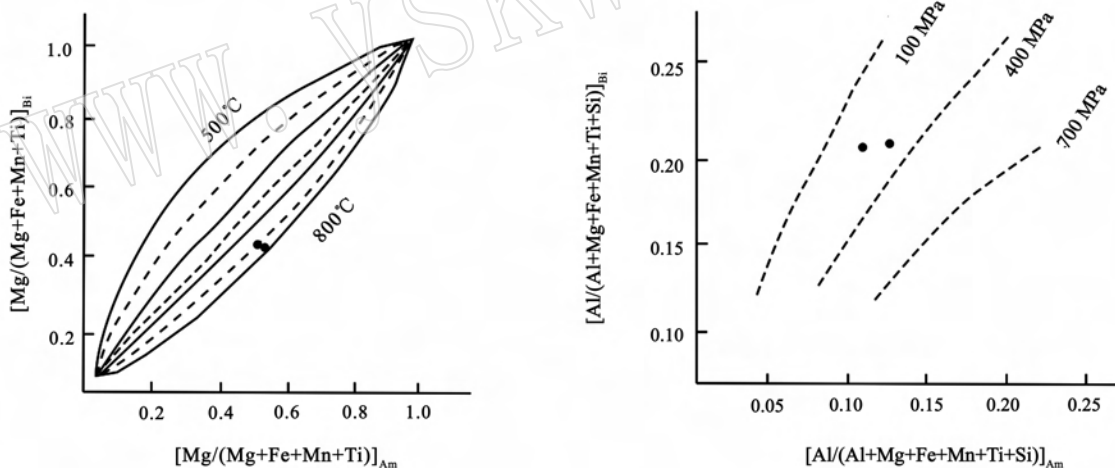 WWW.YSKW
1.0
0.8
0.6
0.4
0.2
0.2
0.4
0.6
0.8
1.0
500℃
800℃
[Mg/(Mg+Fe+Mn+Ti)]Bi
[Mg/(Mg+Fe+Mn+Ti)]Am
0.25
0.20
0.15
0.10
0.05
0.10
0.15
0.20
0.25
100 MPa
400 MPa
700 MPa
[Al/(Al+Mg+Fe+Mn+Ti+Si)]Bi
[Al/(Al+Mg+Fe+Mn+Ti+Si)]Am